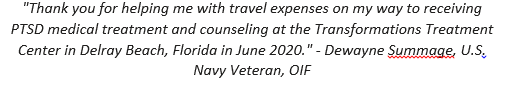 "Thank you for helping me with travel expenses on my way to receiving
PTSD medical treatment and counseling at the Transformations Treatment
Center in Delray Beach, Florida in June 2020." - Dewayne Summage, U.S.
Navy Veteran, OIF